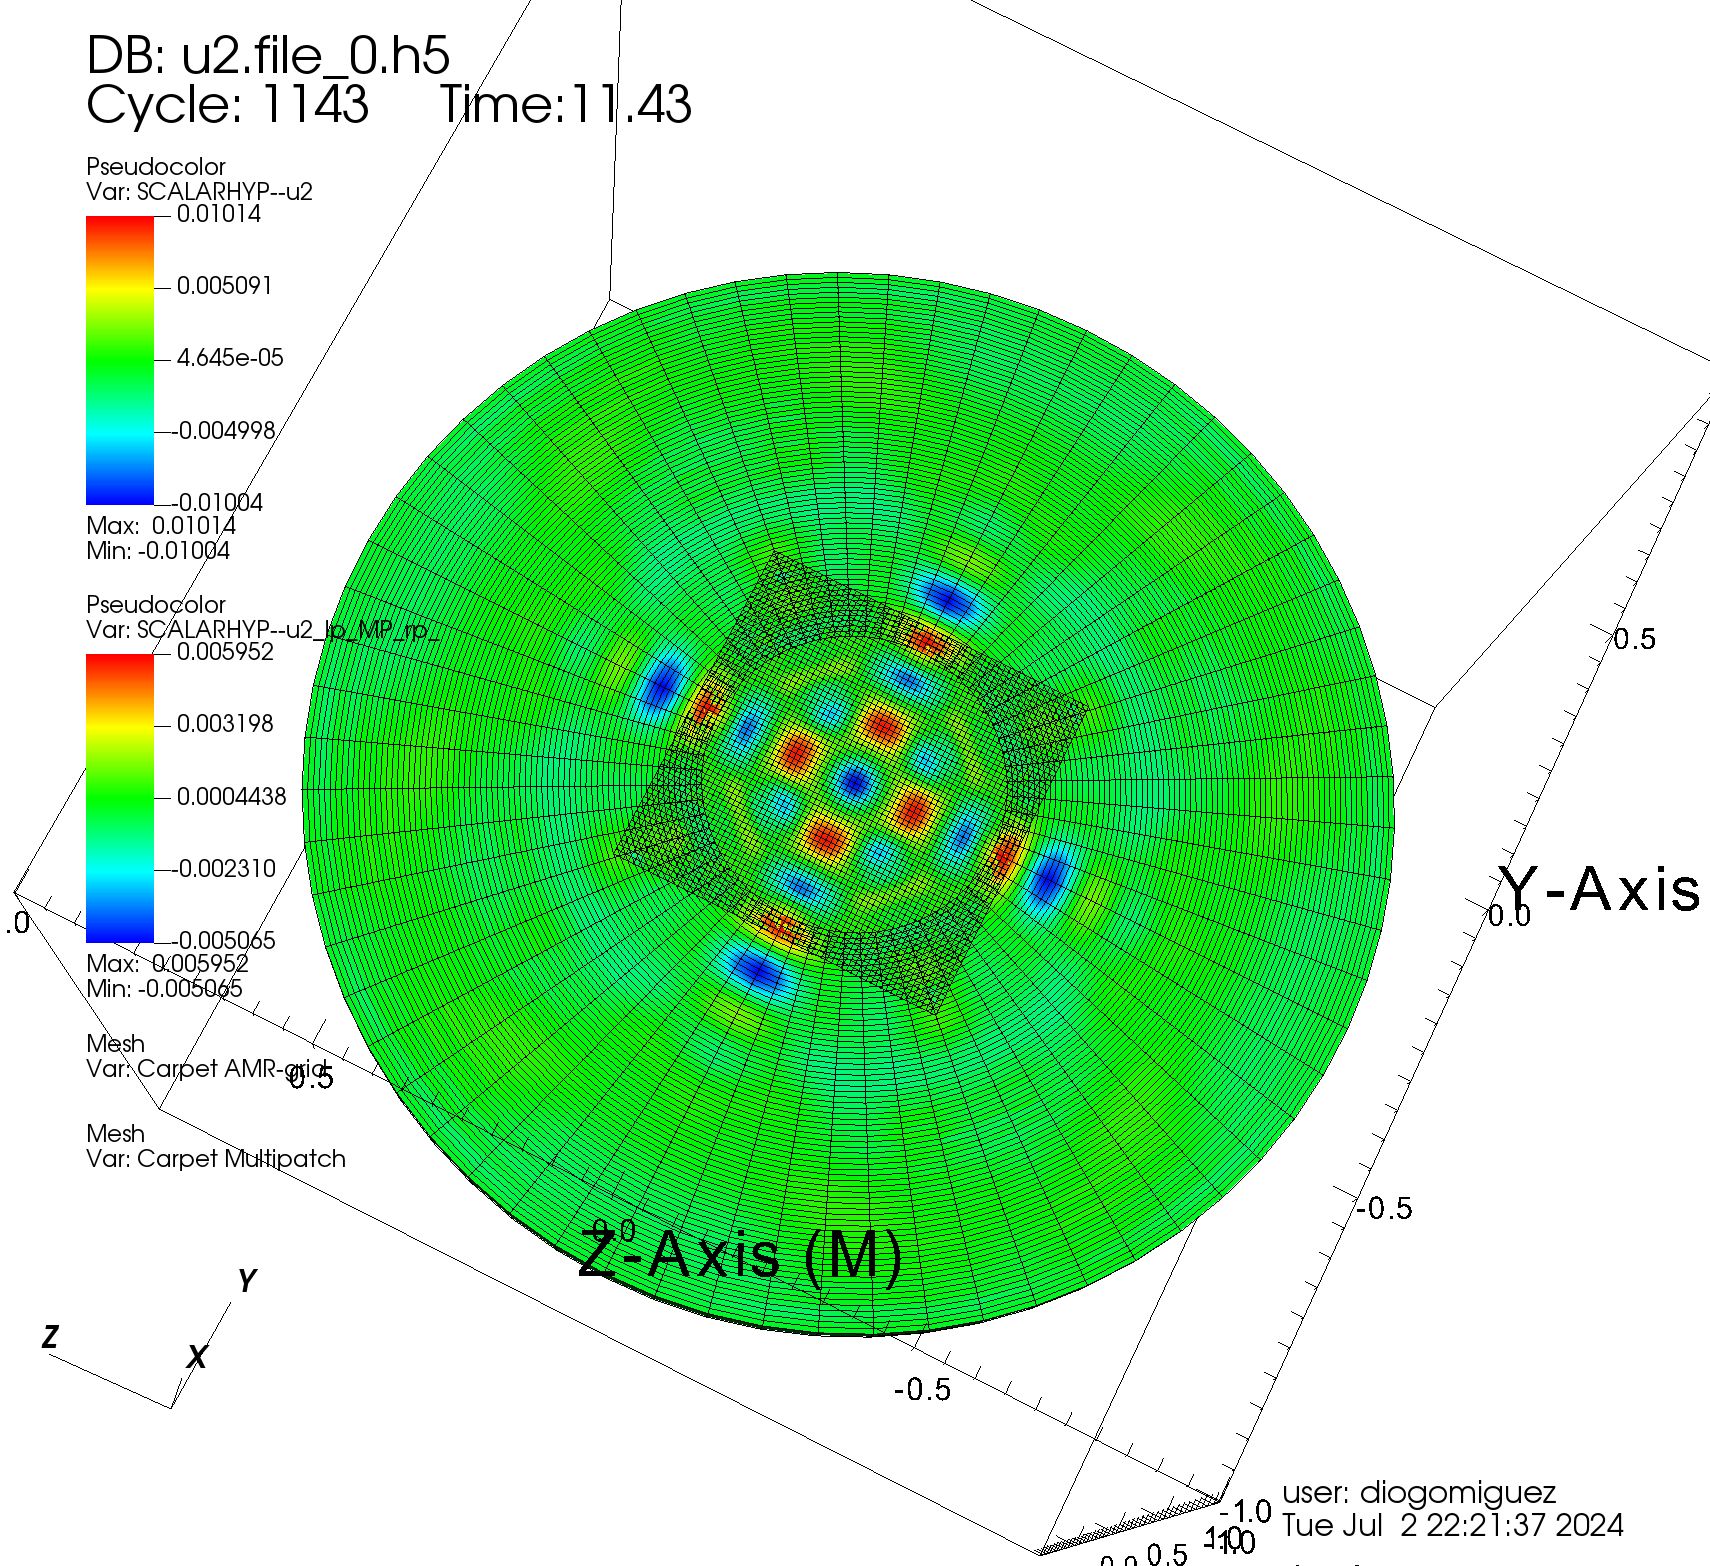 DB: u2.file_0.h5
Cycle: 1143 Time:11.43
Pseudocolor
Var: SCALARHYP--u2
0.01014
0.005091
4.645e-05
-0.004998
-0.01004
Max: 0.01014
Min: -0.01004
Pseudocolor
Var: SCALARHYP--u2_lp_MP_rp_
0.005952
0.003198
0.0004438
-0.002310
-0.005065
Max: 0.005952
Min: -0.005065
Mesh
Var: Carpet AMR-grid
Mesh
Var: Carpet Multipatch
.0
0.5
0.0
Z-Axis (M)
-0.5
0.5
Y-Axis
0.0
-0.5
-1.0
0.5
Z
Y
X
user: diogomiguez
Tue Jul 2 22:21:37 2024